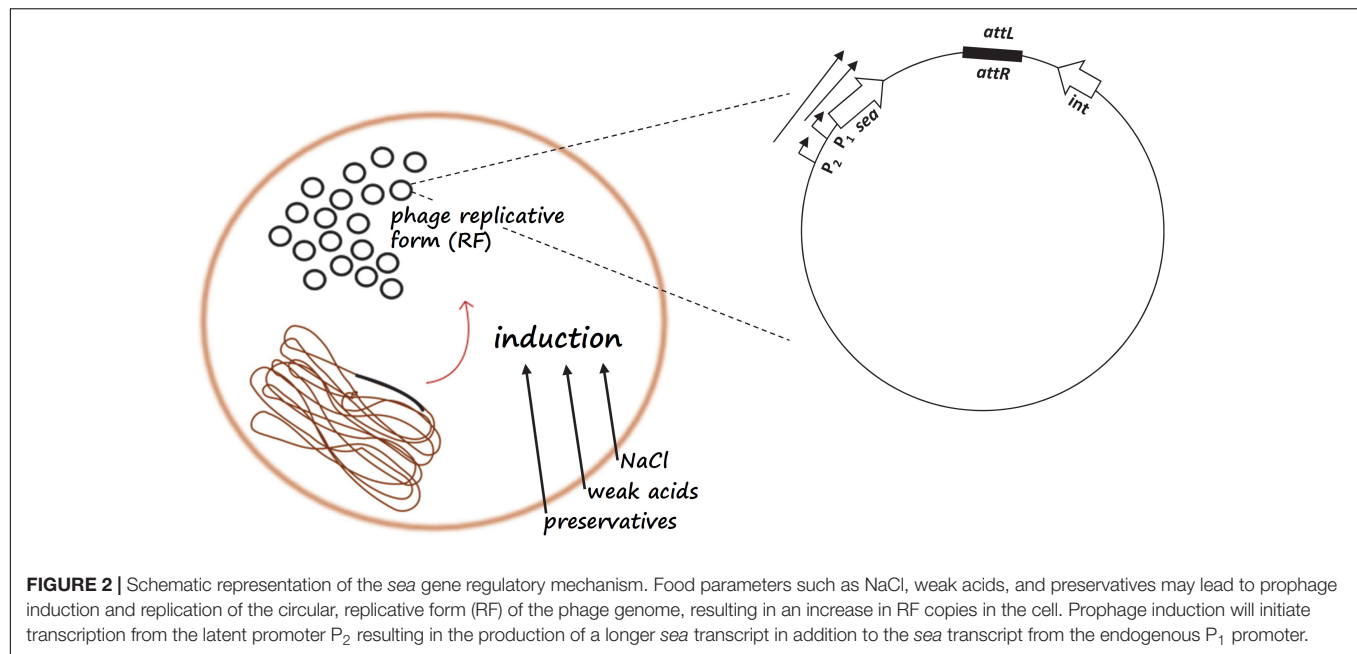 attL
attR
int
sea
P1
P2
phage replicative
form (RF)
induction
NaCl
weak acids
preservatives
FIGURE 2 | Schematic representation of the sea gene regulatory mechanism. Food parameters such as NaCl, weak acids, and preservatives may lead to prophage
induction and replication of the circular, replicative form (RF) of the phage genome, resulting in an increase in RF copies in the cell. Prophage induction will initiate
transcription from the latent promoter P2 resulting in the production of a longer sea transcript in addition to the sea transcript from the endogenous P1 promoter.